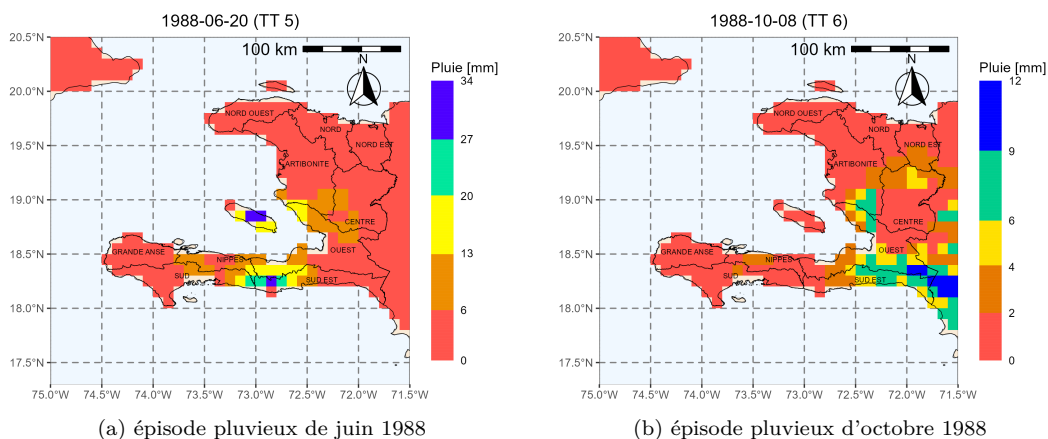 1988-06-20 (TT 5)
20.5°N
20.0°N
19.5°N
19.0°N
18.5°N
18.0°N
17.5°N
75.0°W
74.5°W
74.0°W
73.5°W
73.0°W
72.5°W
72.0°W
71.5°W
100 km
N
NORD OUEST
NORD
NORD EST
ARTIBONITE
CENTRE
OUEST
GRANDE ANSE
NIPPES
SUD
SUD EST
Pluie [mm]
34
27
20
13
6
0
(a) épisode pluvieux de juin 1988
1988-10-08 (TT 6)
20.5°N
20.0°N
19.5°N
19.0°N
18.5°N
18.0°N
17.5°N
75.0°W
74.5°W
74.0°W
73.5°W
73.0°W
72.5°W
72.0°W
71.5°W
100 km
N
NORD OUEST
NORD
NORD EST
ARTIBONITE
CENTRE
OUEST
GRANDE ANSE
NIPPES
SUD
SUD EST
Pluie [mm]
12
9
6
4
2
0
(b) épisode pluvieux d'octobre 1988